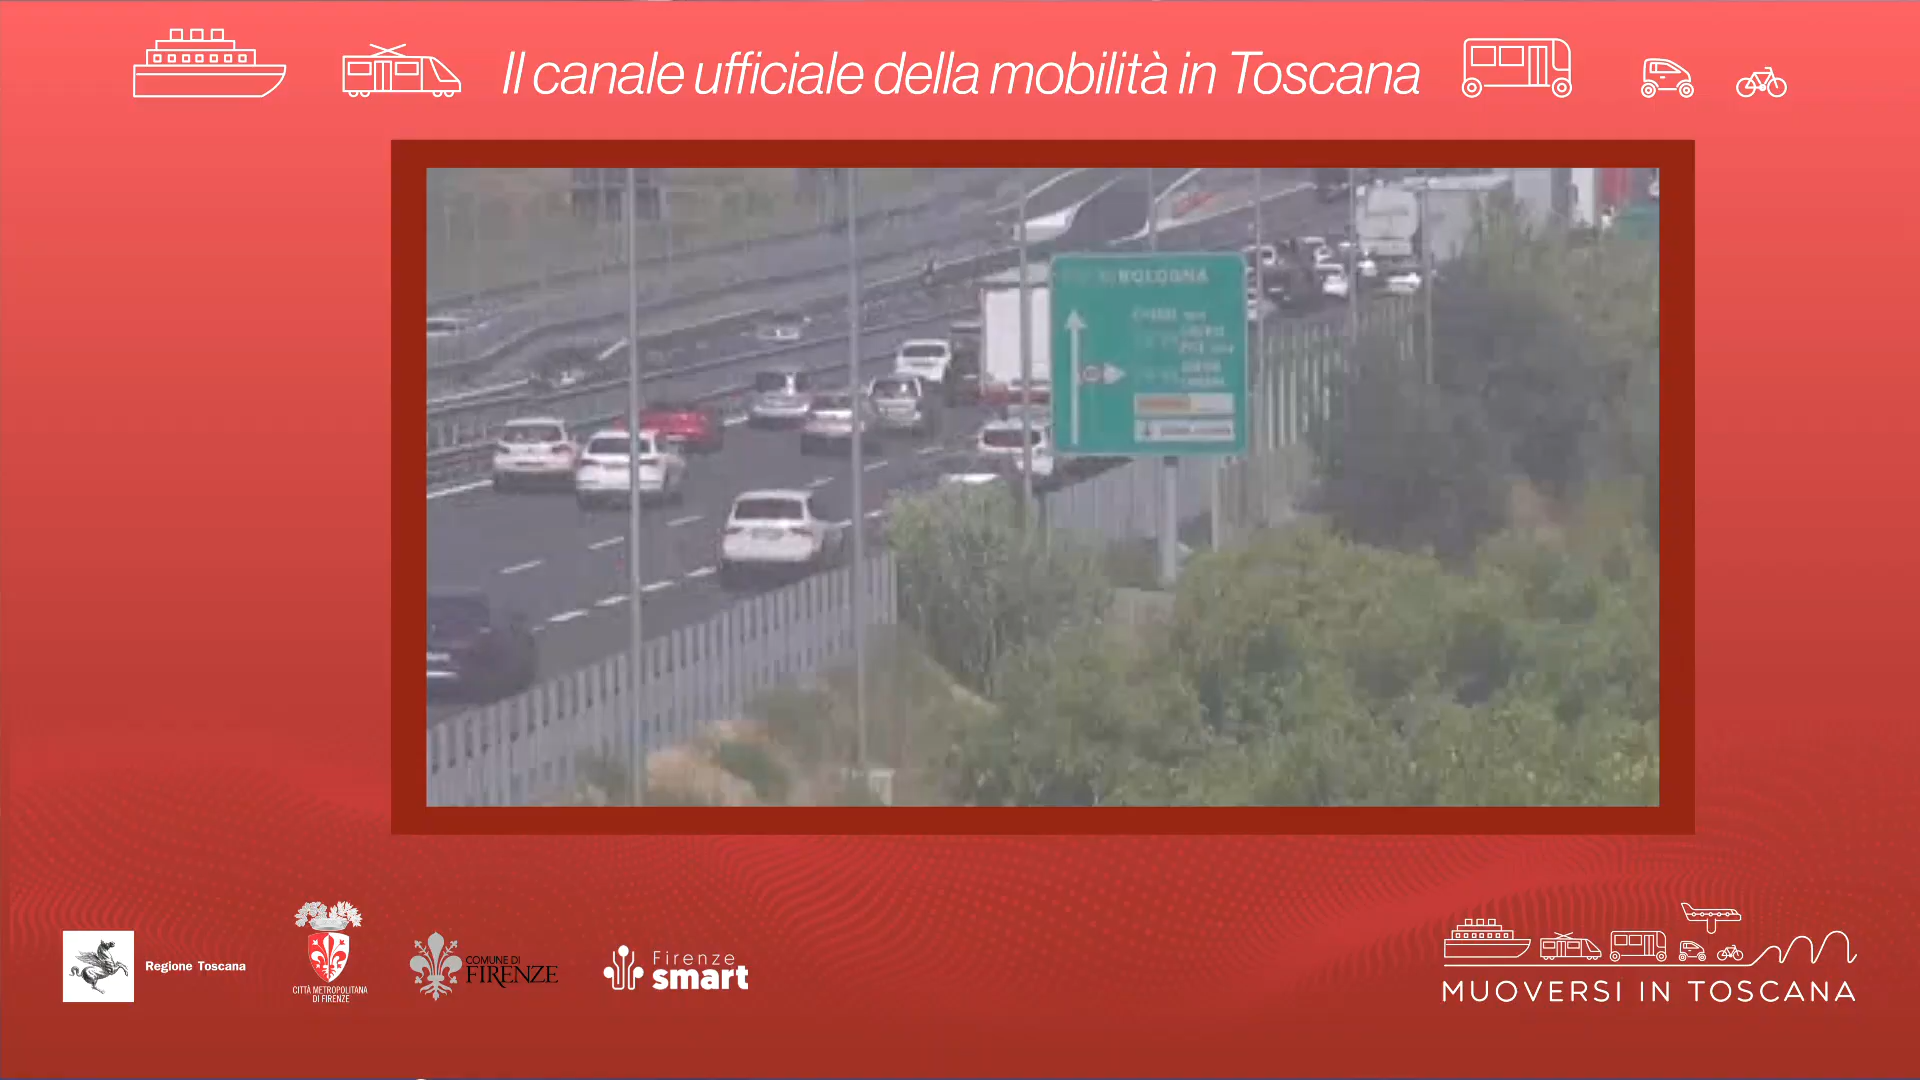 Il canale ufficiale della mobilità in Toscana
BOLOGNA
Regione Toscana
CITTÀ METROPOLITANA
DI FIRENZE
COMUNE DI
FIRENZE
Firenze
smart
MUOVERSI IN TOSCANA